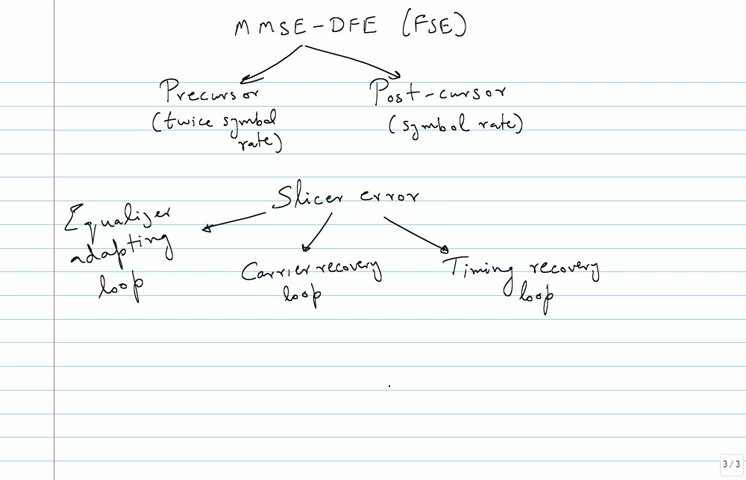 MMSE-DFE (FSE)
Precursor
(twice symbol
rate)
Post-cursor
(symbol rate)
Slicer error
Equalizer
adapting
loop
Carrier recovery
loop
Timing recovery
loop
3/3